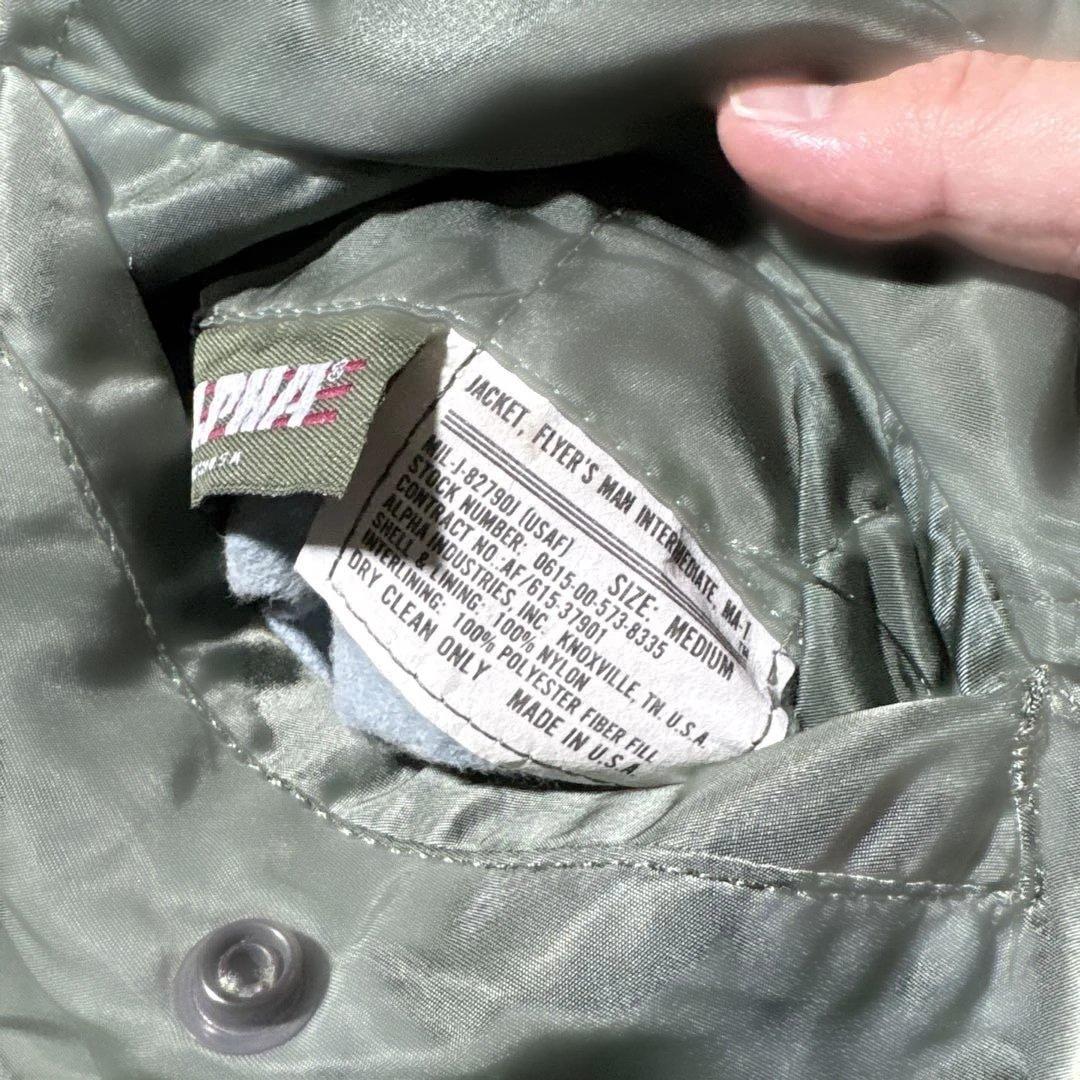 ALPHA®
JACKET, FLYER'S MAN INTERMEDIATE, MA-1
SIZE: MEDIUM
MIL-J-82790J (USAF)
STOCK NUMBER: 0615-00-573-8335
CONTRACT NO. AF/615-37901
ALPHA INDUSTRIES, INC. KNOXVILLE, TN. U.S.A.
SHELL & LINING: 100% NYLON
INTERLINING: 100% POLYESTER FIBER FILL
DRY CLEAN ONLY MADE IN U.S.A.